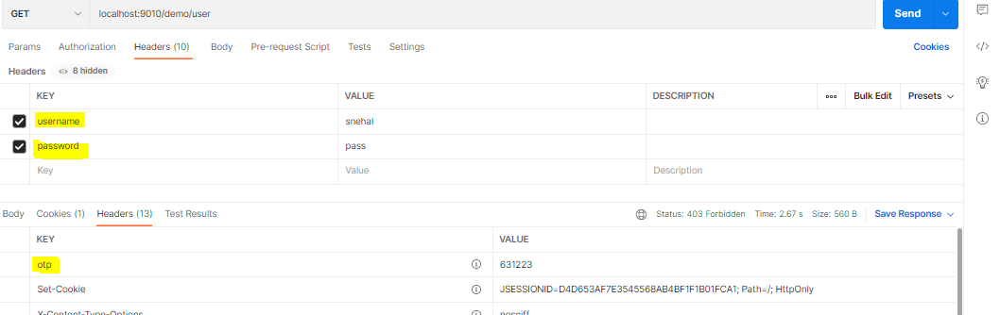 GET localhost:9010/demo/user Send
Params Authorization Headers (10) Body Pre-request Script Tests Settings Cookies
Headers 8 hidden
KEY VALUE DESCRIPTION Bulk Edit Presets
username snehal
password pass
Key Value Description
Body Cookies (1) Headers (13) Test Results Status: 403 Forbidden Time: 2.67 s Size: 560 B Save Response
KEY VALUE
otp 631223
Set-Cookie JSESSIONID=D4D653AF7E3545568AB4BF1F1B01FCA1; Path=/; HttpOnly
X-Content-Type-Options nosniff